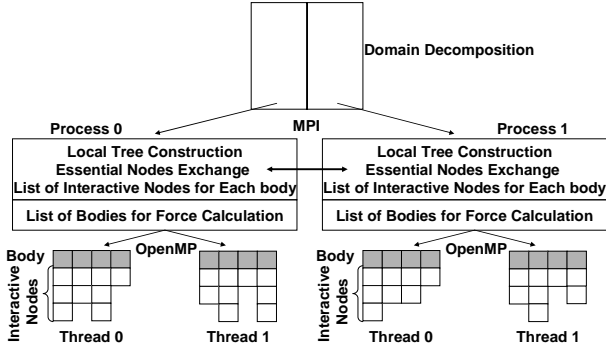 Domain Decomposition
MPI
Process 0
Process 1
Local Tree Construction
Essential Nodes Exchange
List of Interactive Nodes for Each body
List of Bodies for Force Calculation
Local Tree Construction
Essential Nodes Exchange
List of Interactive Nodes for Each body
List of Bodies for Force Calculation
OpenMP
Body
Interactive
Nodes
Thread 0
Thread 1
OpenMP
Body
Interactive
Nodes
Thread 0
Thread 1